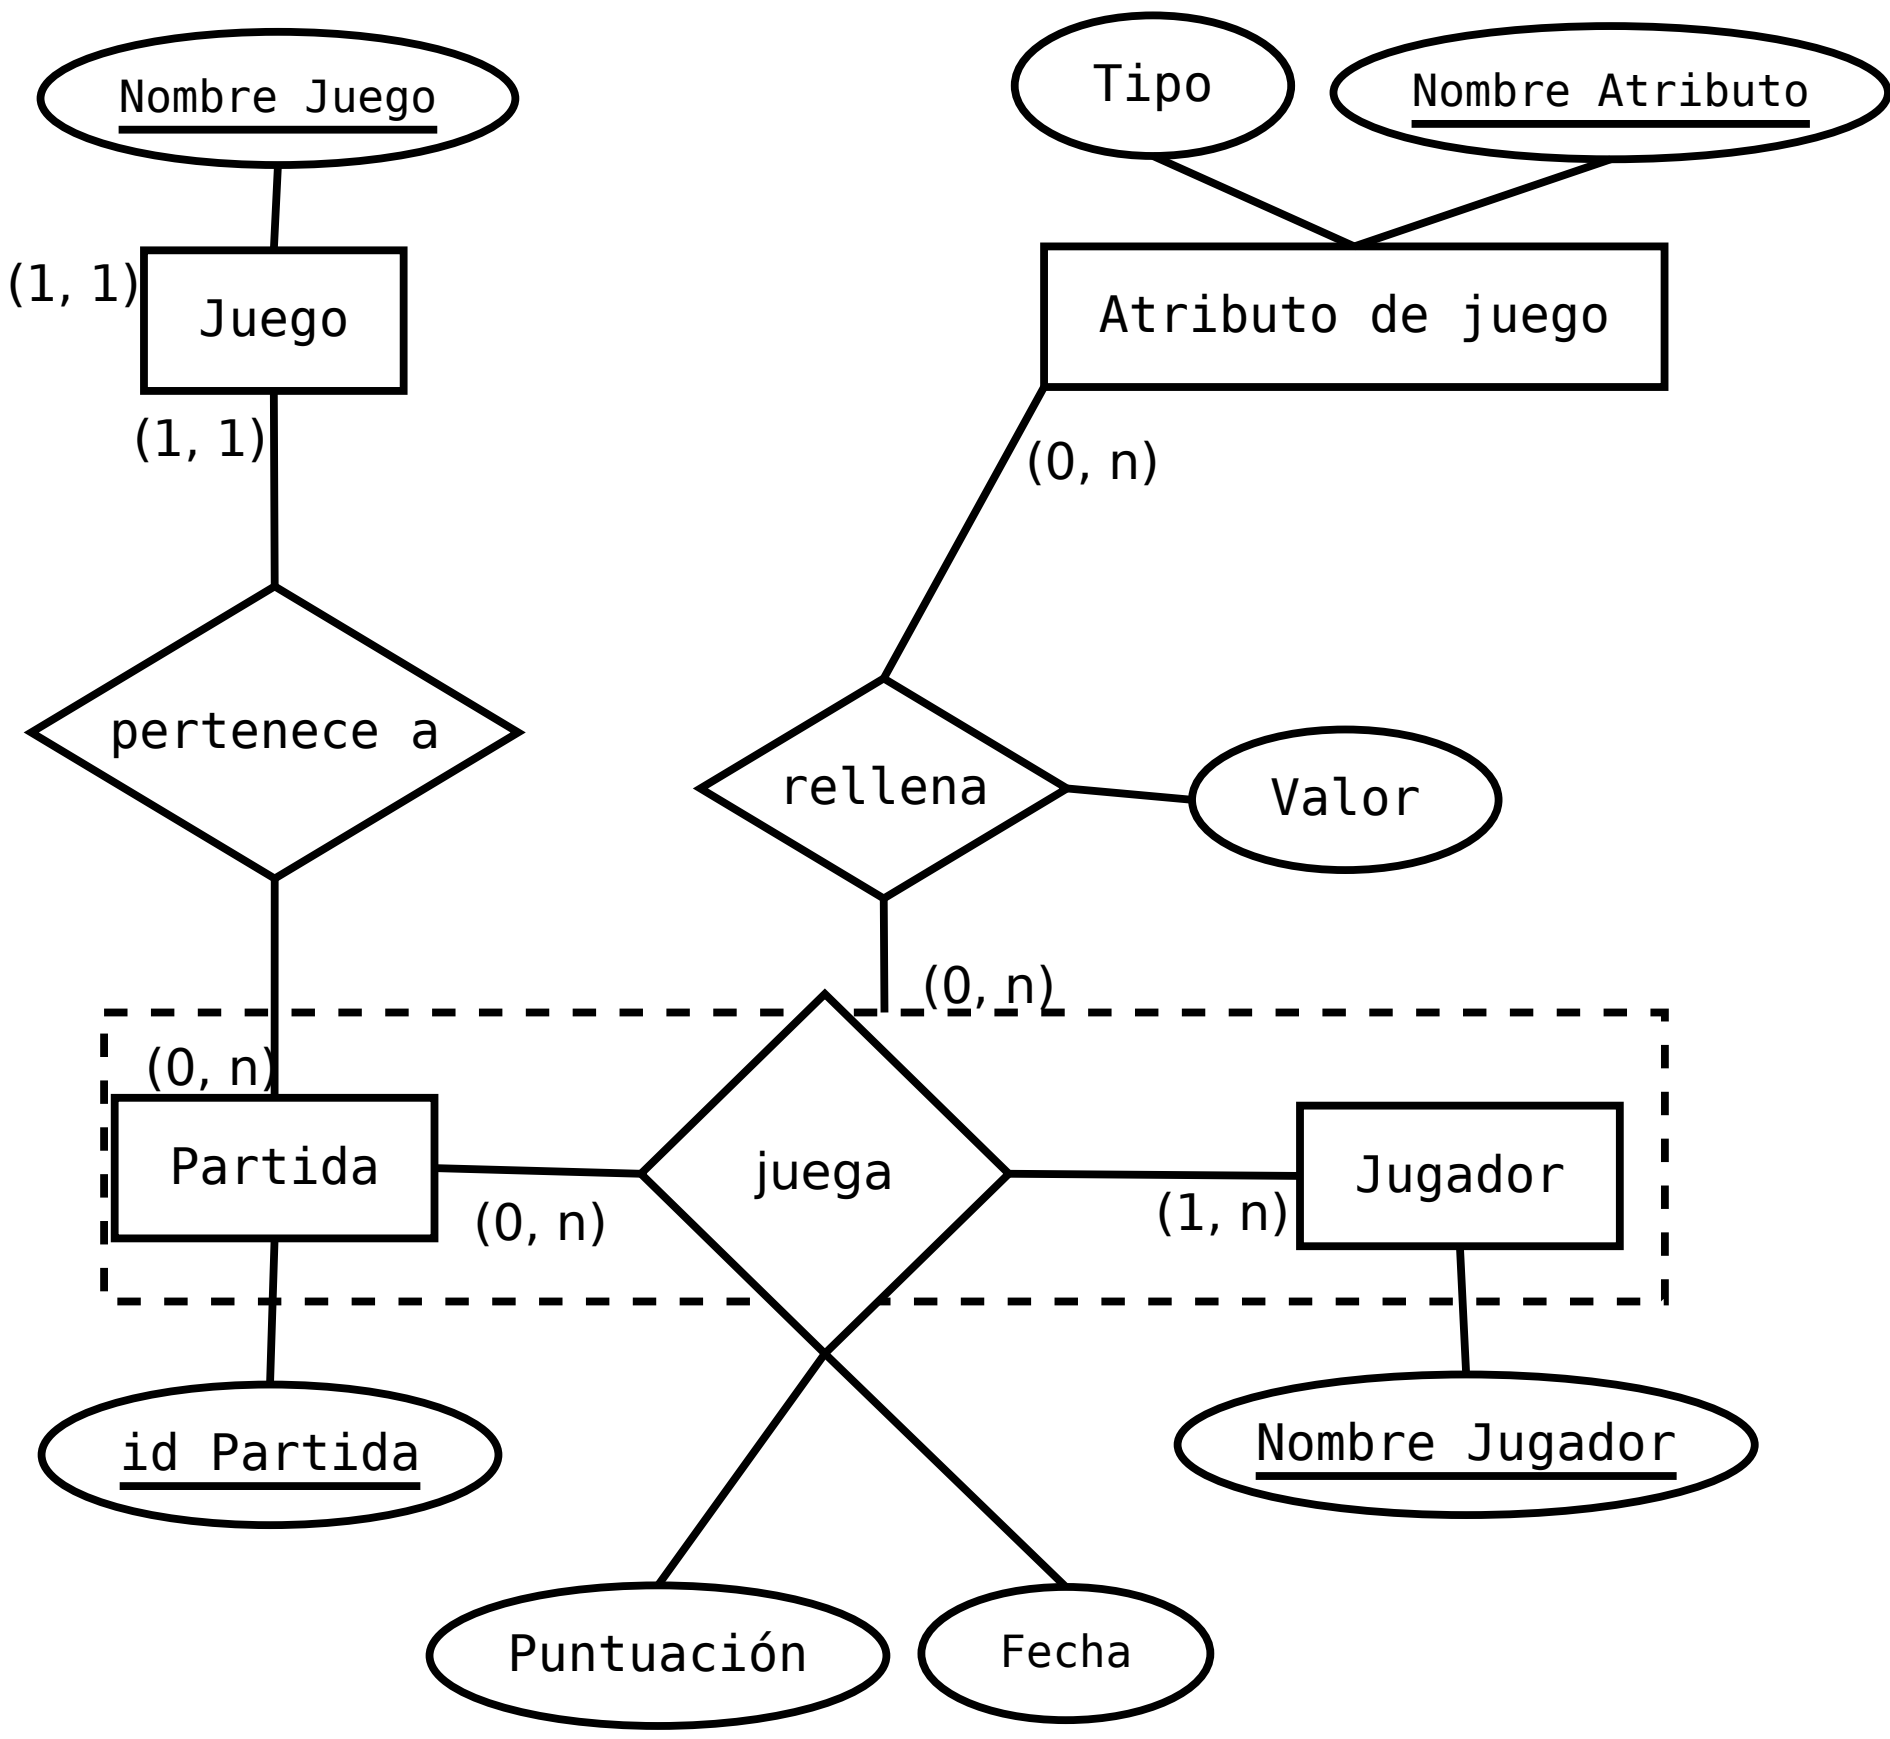 Nombre Juego
Tipo
Nombre Atributo
(1, 1)
Juego
Atributo de juego
(1, 1)
(0, n)
pertenece a
rellena
Valor
(0, n)
(0, n)
Partida
juega
Jugador
(0, n)
(1, n)
id Partida
Nombre Jugador
Puntuación
Fecha